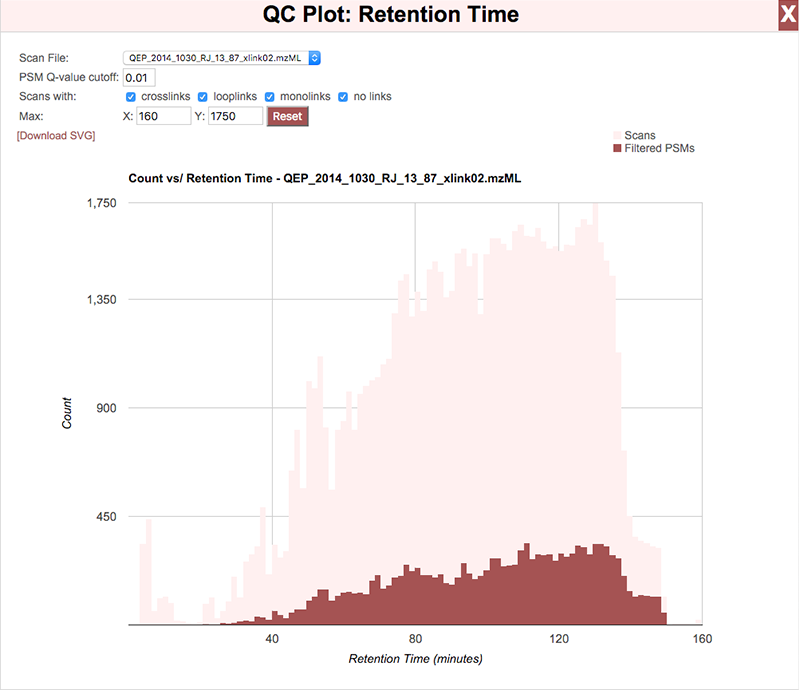 QC Plot: Retention Time
X
Scan File: QEP_2014_1030_RJ_13_87_xlink02.mzML
PSM Q-value cutoff: 0.01
Scans with: crosslinks looplinks monolinks no links
Max: X: 160 Y: 1750 Reset
[Download SVG]
Scans
Filtered PSMs
Count vs/ Retention Time - QEP_2014_1030_RJ_13_87_xlink02.mzML
1,750
1,350
900
450
Count
40 80 120 160
Retention Time (minutes)